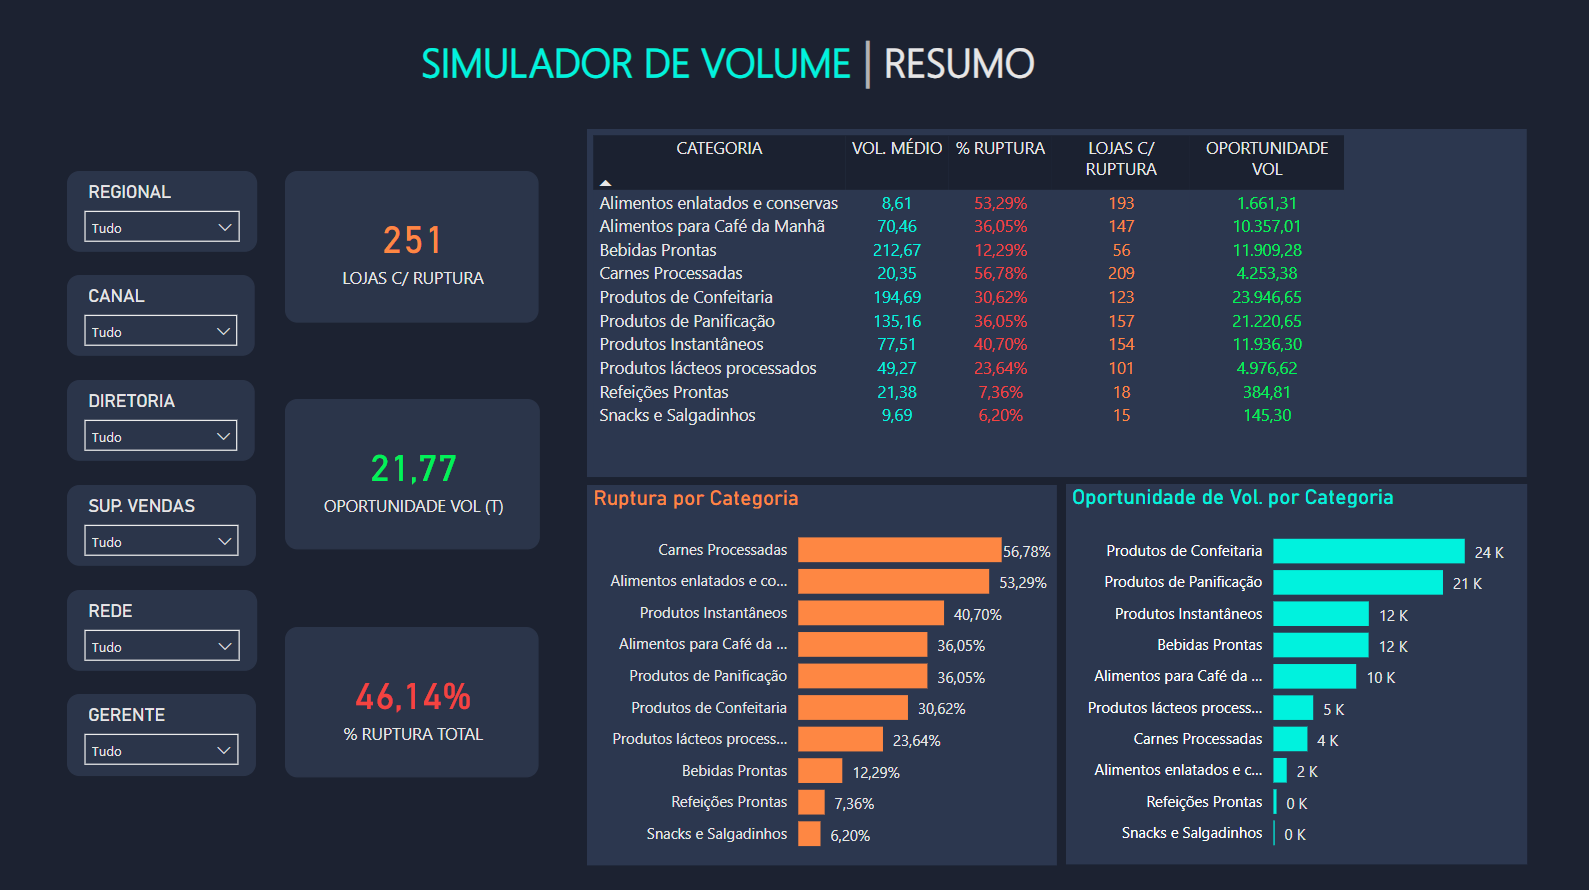 SIMULADOR DE VOLUME | RESUMO
REGIONAL
Tudo
CANAL
Tudo
DIRETORIA
Tudo
SUP. VENDAS
Tudo
REDE
Tudo
GERENTE
Tudo
251
LOJAS C/ RUPTURA
21,77
OPORTUNIDADE VOL (T)
46,14%
% RUPTURA TOTAL
CATEGORIA VOL. MÉDIO % RUPTURA LOJAS C/ OPORTUNIDADE
RUPTURA VOL
Alimentos enlatados e conservas 8,61 53,29% 193 1.661,31
Alimentos para Café da Manhã 70,46 36,05% 147 10.357,01
Bebidas Prontas 212,67 12,29% 56 11.909,28
Carnes Processadas 20,35 56,78% 209 4.253,38
Produtos de Confeitaria 194,69 30,62% 123 23.946,65
Produtos de Panificação 135,16 36,05% 157 21.220,65
Produtos Instantâneos 77,51 40,70% 154 11.936,30
Produtos lácteos processados 49,27 23,64% 101 4.976,62
Refeições Prontas 21,38 7,36% 18 384,81
Snacks e Salgadinhos 9,69 6,20% 15 145,30
Ruptura por Categoria
Carnes Processadas 56,78%
Alimentos enlatados e co... 53,29%
Produtos Instantâneos 40,70%
Alimentos para Café da ... 36,05%
Produtos de Panificação 36,05%
Produtos de Confeitaria 30,62%
Produtos lácteos process... 23,64%
Bebidas Prontas 12,29%
Refeições Prontas 7,36%
Snacks e Salgadinhos 6,20%
Oportunidade de Vol. por Categoria
Produtos de Confeitaria 24 K
Produtos de Panificação 21 K
Produtos Instantâneos 12 K
Bebidas Prontas 12 K
Alimentos para Café da ... 10 K
Produtos lácteos process... 5 K
Carnes Processadas 4 K
Alimentos enlatados e c... 2 K
Refeições Prontas 0 K
Snacks e Salgadinhos 0 K